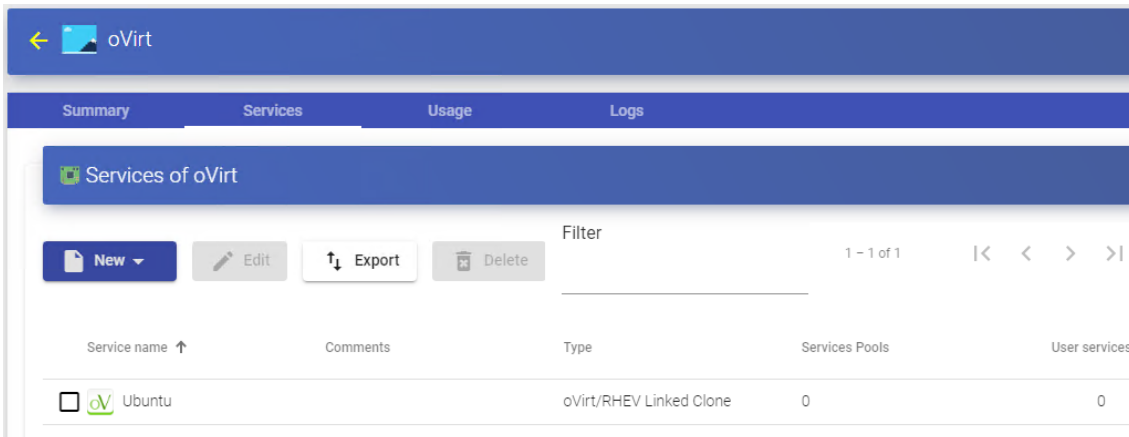 oVirt
Summary Services Usage Logs
Services of oVirt
Filter
New Edit Export Delete 1 – 1 of 1
Service name Comments Type Services Pools User services
oV Ubuntu oVirt/RHEV Linked Clone 0 0